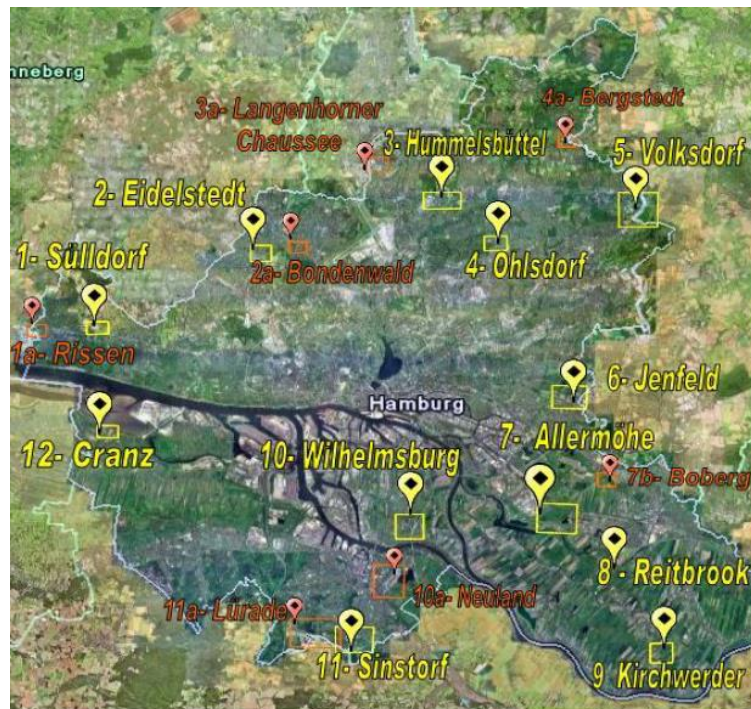 nneberg
3a- Langenhorner
Chaussee
4a- Bergstedt
3- Hummelsbüttel
5- Volksdorf
2- Eidelstedt
2a- Bondenwald
4- Ohlsdorf
1- Sülldorf
1a- Rissen
6- Jenfeld
Hamburg
7- Allermöhe
12- Cranz
10- Wilhelmsburg
7b- Boberg
8 - Reitbrook
10a- Neuland
11a- Lürade
11- Sinstorf
9 Kirchwerder